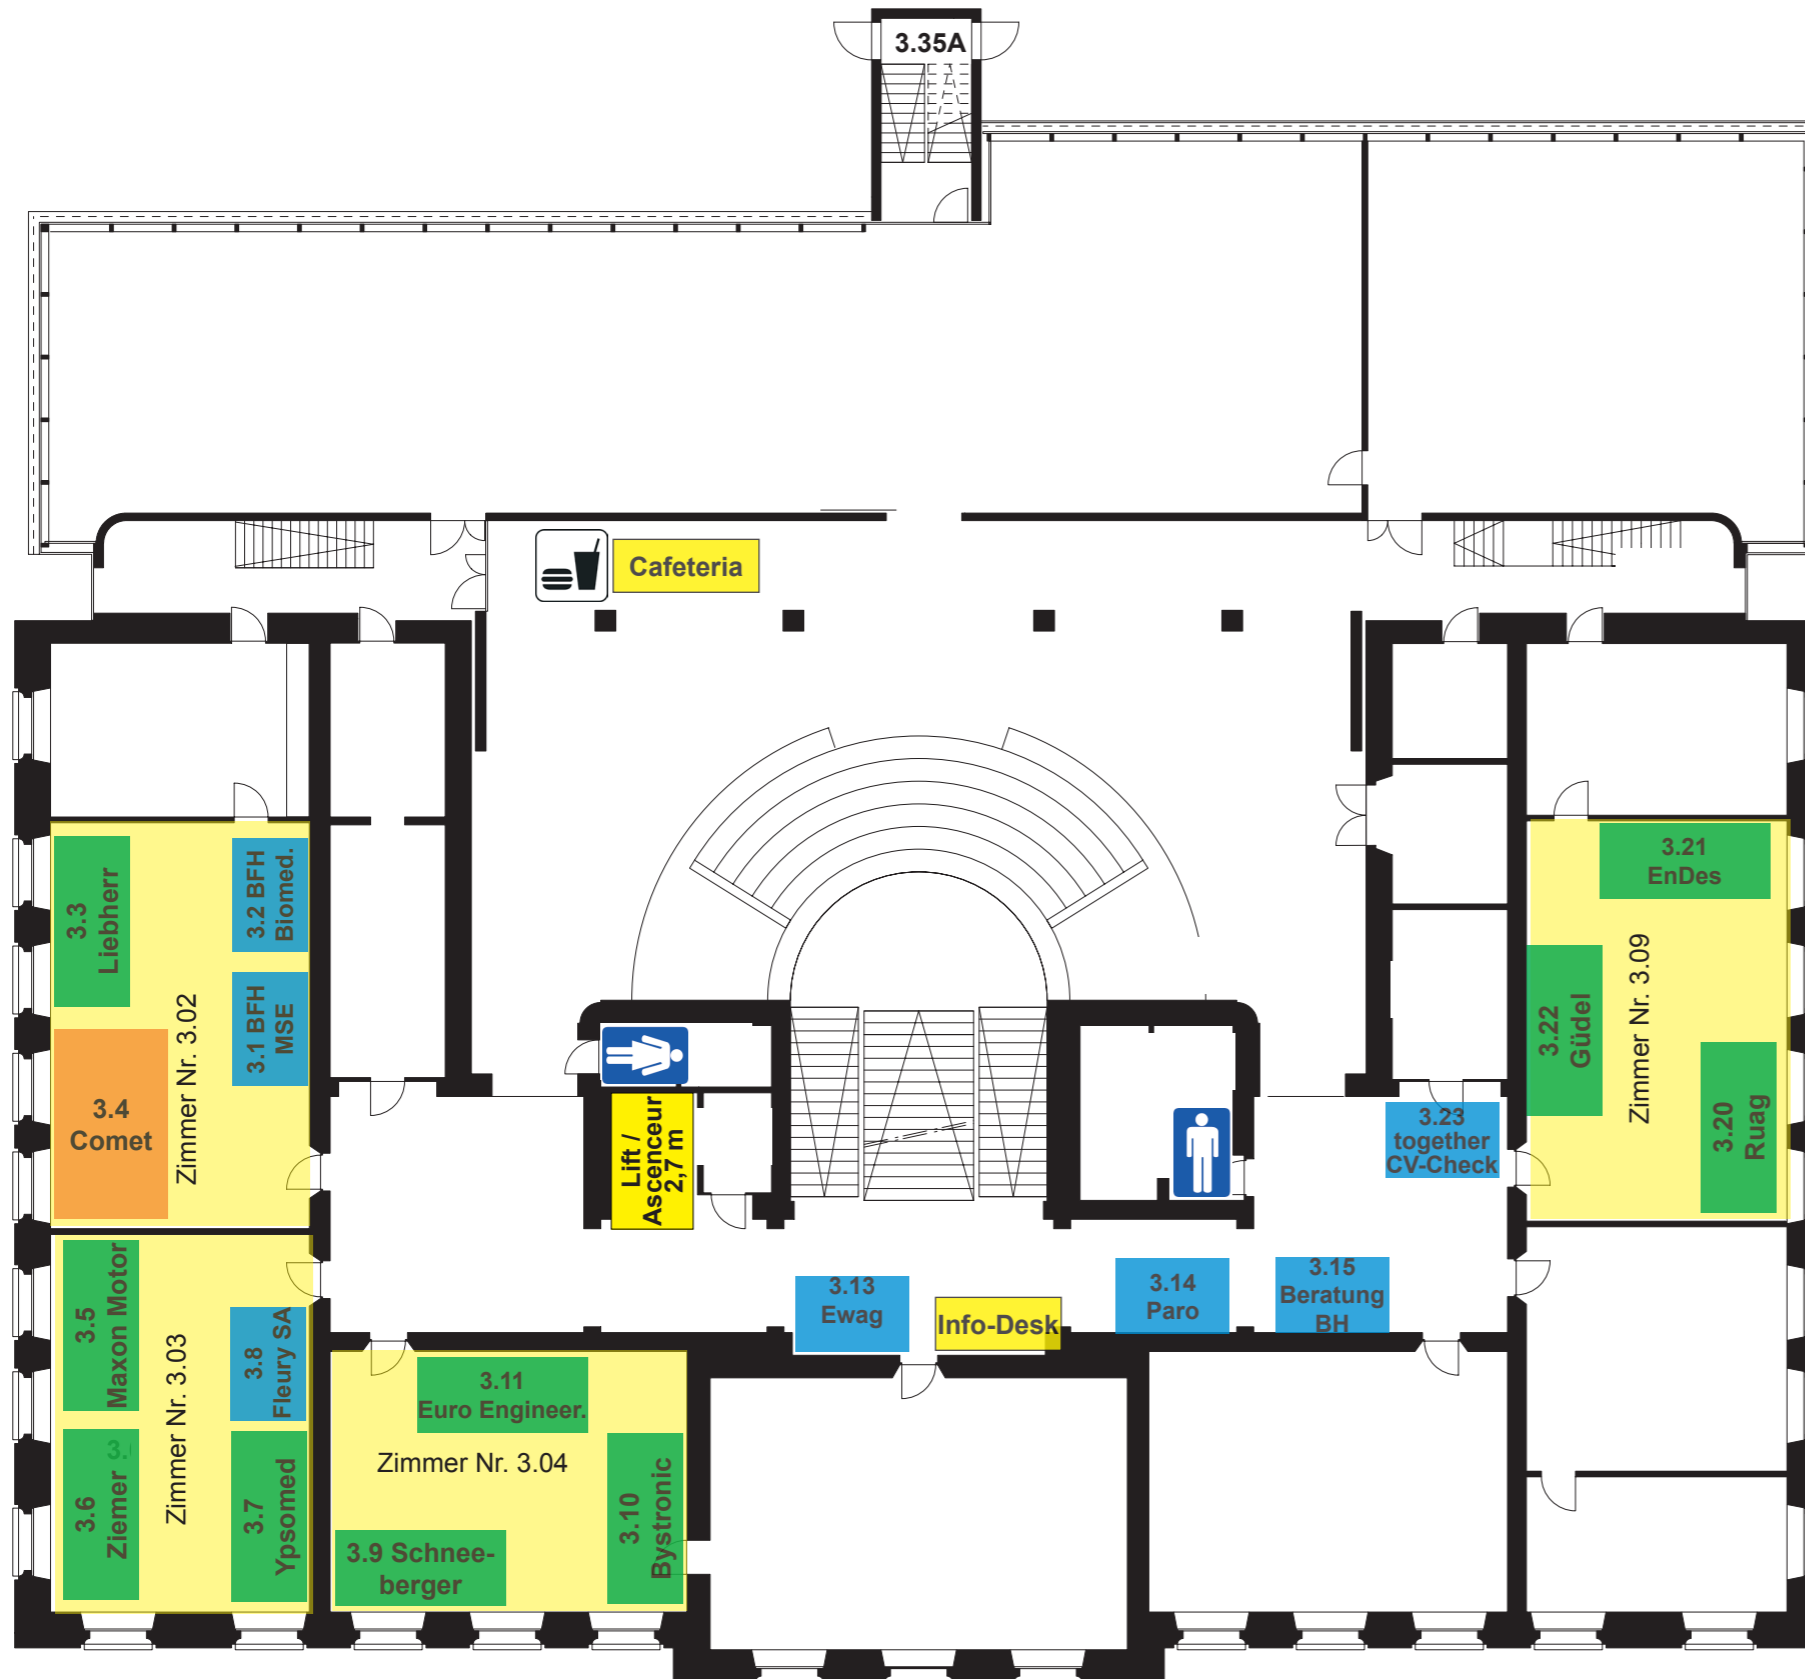 3.35A
Cafeteria
3.3
Liebherr
3.2 BFH
Biomed.
3.1 BFH
MSE
Zimmer Nr. 3.02
3.4
Comet
3.21
EnDes
3.22
Güdel
Zimmer Nr. 3.09
3.20
Ruag
Lift /
Ascenceur
2,7 m
3.23
together
CV-Check
3.5
Maxon Motor
3.8
Fleury SA
Zimmer Nr. 3.03
3.6
Ziemer
3.7
Ypsomed
3.13
Ewag
Info-Desk
3.14
Paro
3.15
Beratung
BH
3.11
Euro Engineer.
Zimmer Nr. 3.04
3.10
Bystronic
3.9 Schnee-
berger